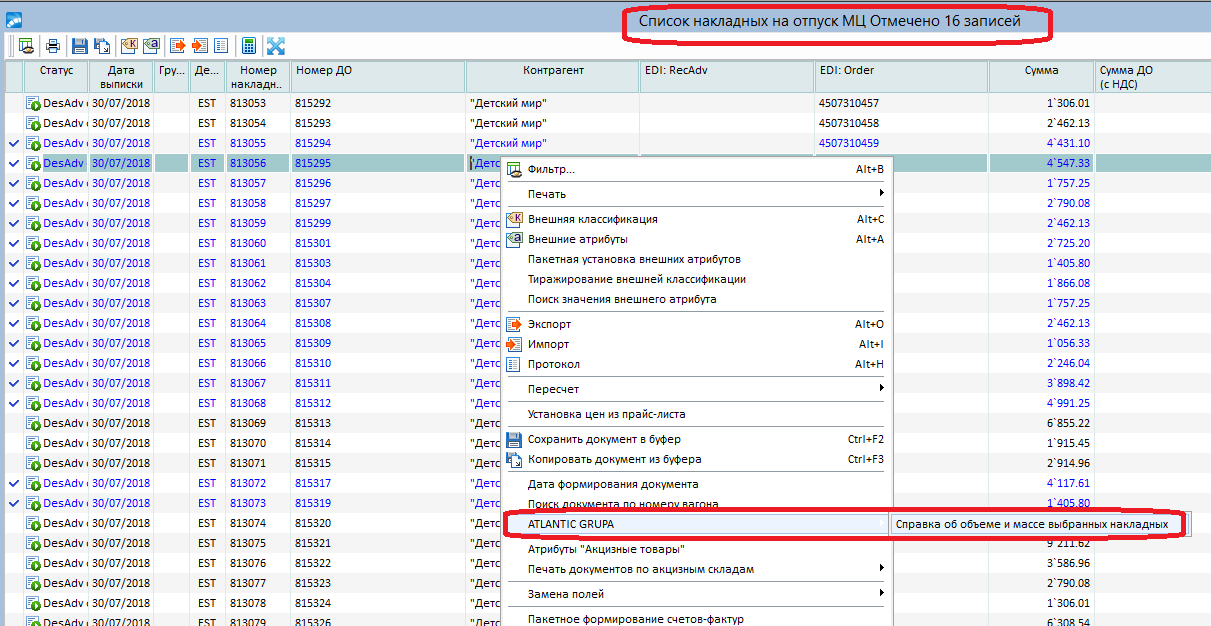 Список накладных на отпуск МЦ Отмечено 16 записей
Статус Дата выписки Гру... Де... Номер накладн.. Номер ДО Контрагент EDI: RecAdv EDI: Order Сумма Сумма ДО (с НДС)
DesAdv 30/07/2018 EST 813053 815292 "Детский мир" 4507310457 1`306.01
DesAdv 30/07/2018 EST 813054 815293 "Детский мир" 4507310458 2`462.13
DesAdv 30/07/2018 EST 813055 815294 "Детский мир" 4507310459 4`431.10
DesAdv 30/07/2018 EST 813056 815295 "Детс 4`547.33
DesAdv 30/07/2018 EST 813057 815296 "Детс 1`757.25
DesAdv 30/07/2018 EST 813058 815297 "Детс 2`790.08
DesAdv 30/07/2018 EST 813059 815299 "Детс 2`462.13
DesAdv 30/07/2018 EST 813060 815301 "Детс 2`725.20
DesAdv 30/07/2018 EST 813061 815303 "Детс 1`405.80
DesAdv 30/07/2018 EST 813062 815304 "Детс 1`866.08
DesAdv 30/07/2018 EST 813063 815307 "Детс 1`757.25
DesAdv 30/07/2018 EST 813064 815308 "Детс 2`462.13
DesAdv 30/07/2018 EST 813065 815309 "Детс 1`056.33
DesAdv 30/07/2018 EST 813066 815310 "Детс 2`246.04
DesAdv 30/07/2018 EST 813067 815311 "Детс 3`898.42
DesAdv 30/07/2018 EST 813068 815312 "Детс 4`991.25
DesAdv 30/07/2018 EST 813069 815313 "Детс 6`855.22
DesAdv 30/07/2018 EST 813070 815314 "Детс 1`915.45
DesAdv 30/07/2018 EST 813071 815315 "Детс 2`914.96
DesAdv 30/07/2018 EST 813072 815317 "Детс 4`117.61
DesAdv 30/07/2018 EST 813073 815319 "Детс 1`405.80
DesAdv 30/07/2018 EST 813074 815320 "Детс
DesAdv 30/07/2018 EST 813075 815321 "Детс 9`211.62
DesAdv 30/07/2018 EST 813076 815322 "Детс 3`586.96
DesAdv 30/07/2018 EST 813077 815323 "Детс 2`790.08
DesAdv 30/07/2018 EST 813078 815324 "Детс 1`306.01
DesAdv 30/07/2018 EST 813079 815326 "Детс 6`308.54
Фильтр... Alt+B
Печать
Внешняя классификация Alt+C
Внешние атрибуты Alt+A
Пакетная установка внешних атрибутов
Тиражирование внешней классификации
Поиск значения внешнего атрибута
Экспорт Alt+O
Импорт Alt+I
Протокол Alt+H
Пересчет
Установка цен из прайс-листа
Сохранить документ в буфер Ctrl+F2
Копировать документ из буфера Ctrl+F3
Дата формирования документа
Поиск документа по номеру вагона
ATLANTIC GRUPA Справка об объеме и массе выбранных накладных
Атрибуты "Акцизные товары"
Печать документов по акцизным складам
Замена полей
Пакетное формирование счетов-фактур